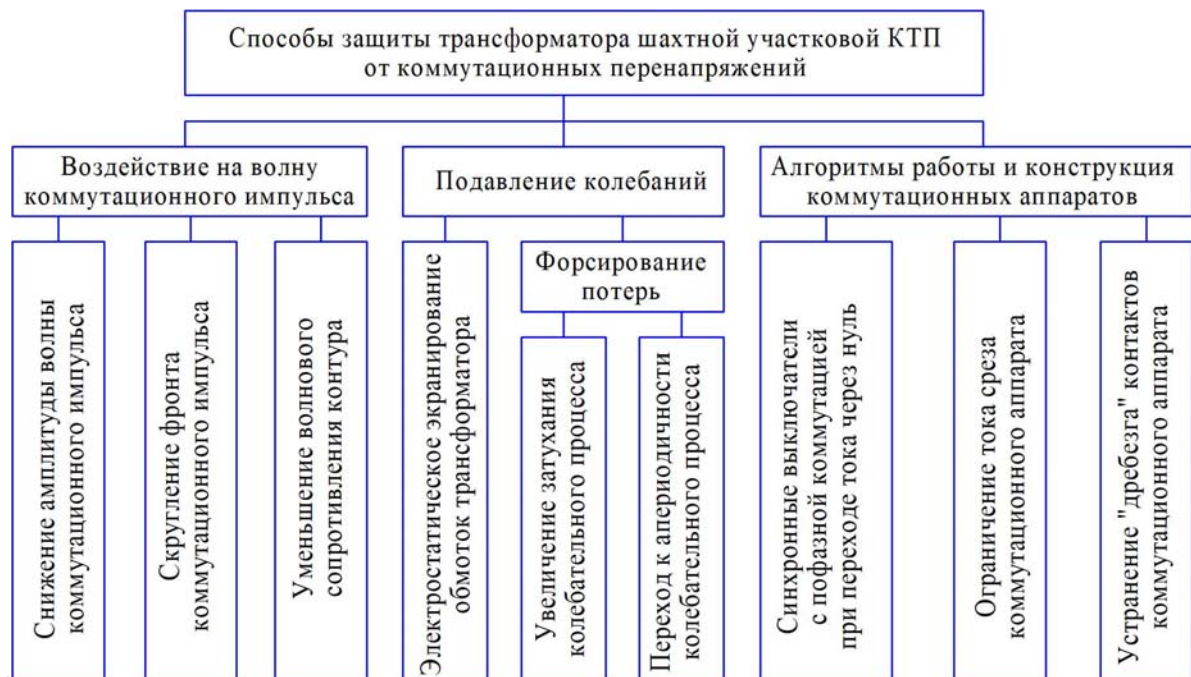 Способы защиты трансформатора шахтной участковой КТП
от коммутационных перенапряжений
Воздействие на волну
коммутационного импульса
Подавление колебаний
Алгоритмы работы и конструкция
коммутационных аппаратов
Снижение амплитуды волны
коммутационного импульса
Скругление фронта
коммутационного импульса
Уменьшение волнового
сопротивления контура
Электростатическое экранирование
обмоток трансформатора
Форсирование
потерь
Увеличение затухания
колебательного процесса
Переход к апериодичности
колебательного процесса
Синхронные выключатели
с пофазной коммутацией
при переходе тока через нуль
Ограничение тока среза
коммутационного аппарата
Устранение "дребезга" контактов
коммутационного аппарата